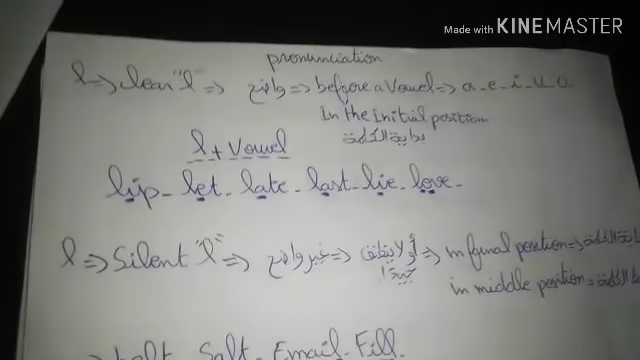 Made with KINEMASTER
pronunciation
l => clear "l" => واضح => before a vowel => a - e - i - u - o
In the Initial position
بداية الكلمة
l + vowel
lip - let - late - last - lie - love -
l => Silent "l" => غير واضح => أو لا ينطق => in final position =>
جيدا
in middle position =
Salt - Email - Fill